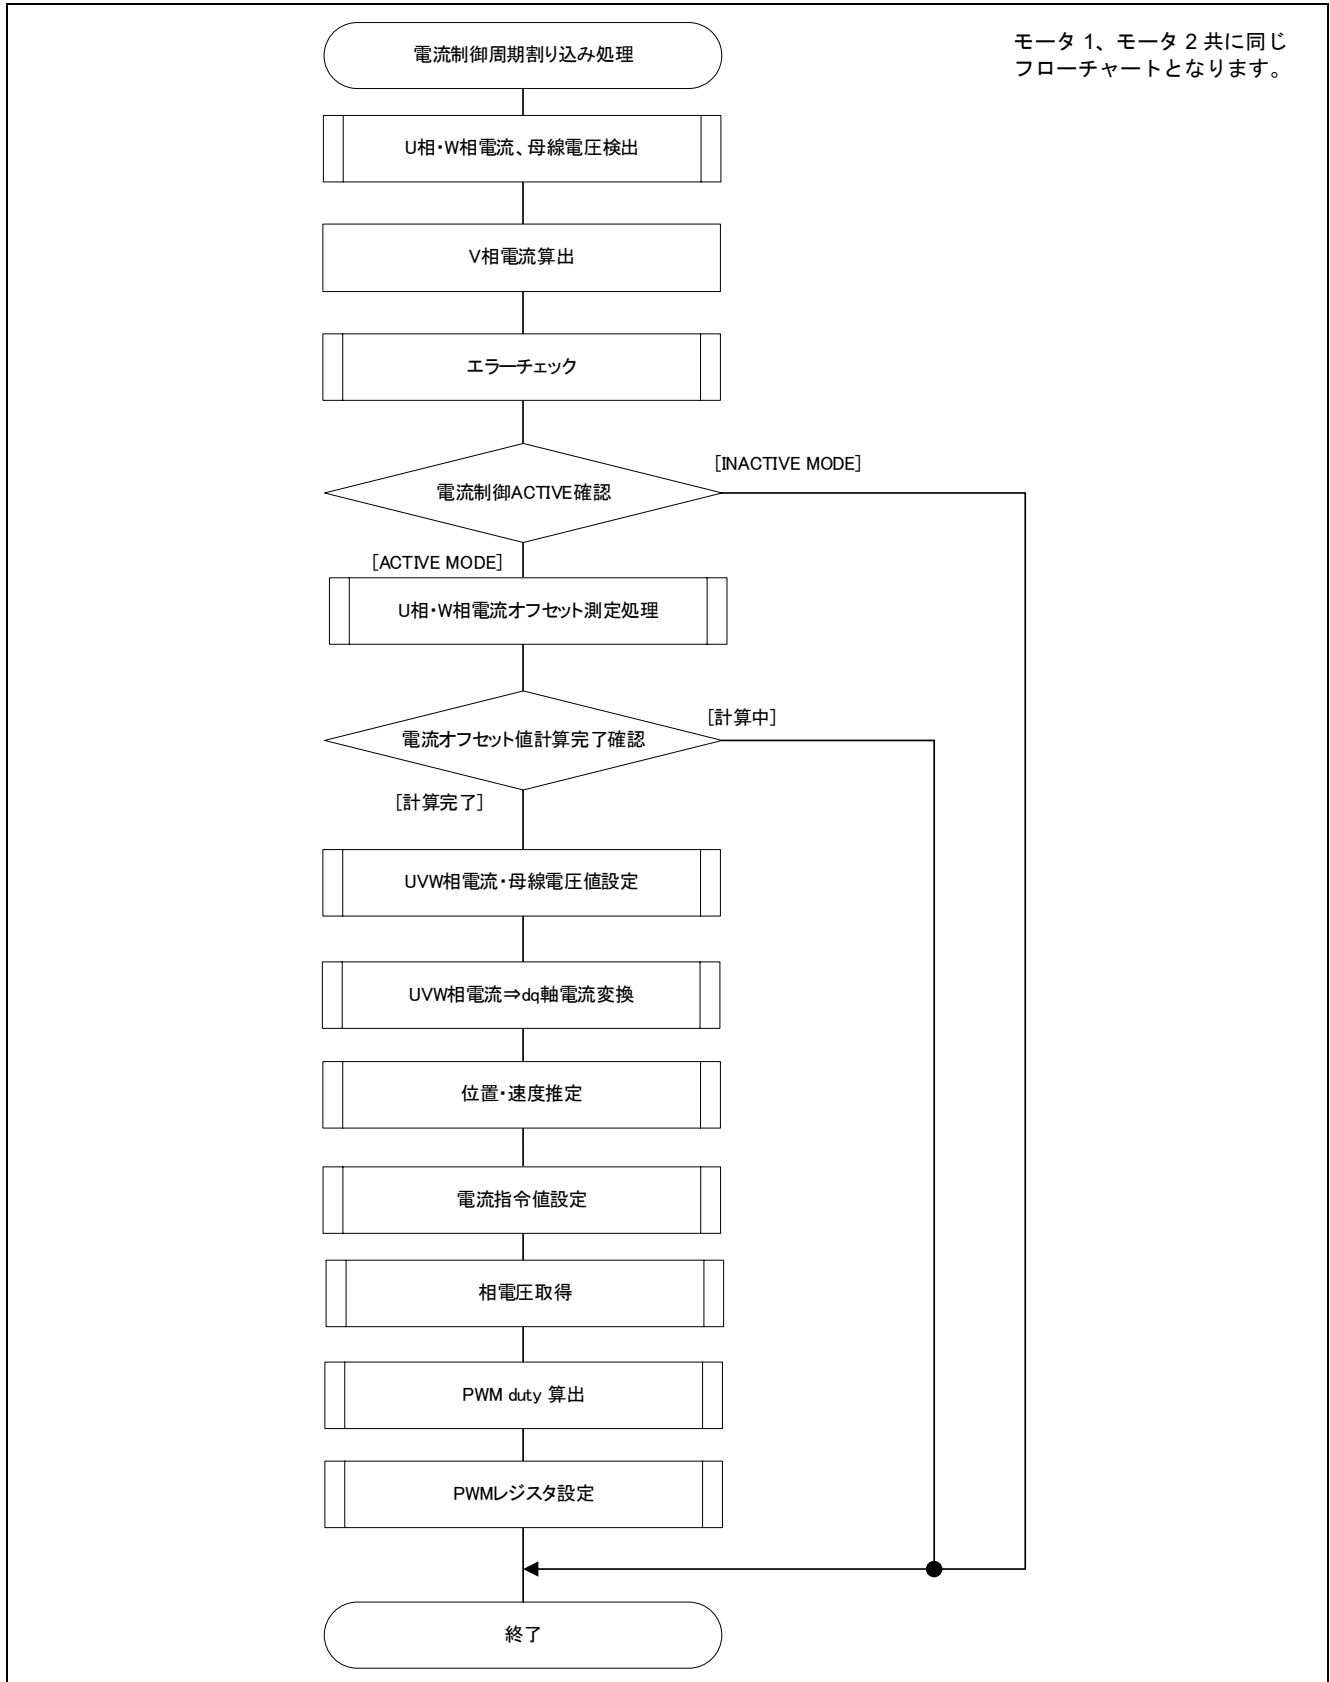 電流制御周期割り込み処理
モータ 1、モータ 2 共に同じ
フローチャートとなります。
U相・W相電流、母線電圧検出
V相電流算出
エラーチェック
[INACTIVE MODE]
電流制御ACTIVE確認
[ACTIVE MODE]
U相・W相電流オフセット測定処理
[計算中]
電流オフセット値計算完了確認
[計算完了]
UVW相電流・母線電圧値設定
UVW相電流⇒dq軸電流変換
位置・速度推定
電流指令値設定
相電圧取得
PWM duty 算出
PWMレジスタ設定
終了